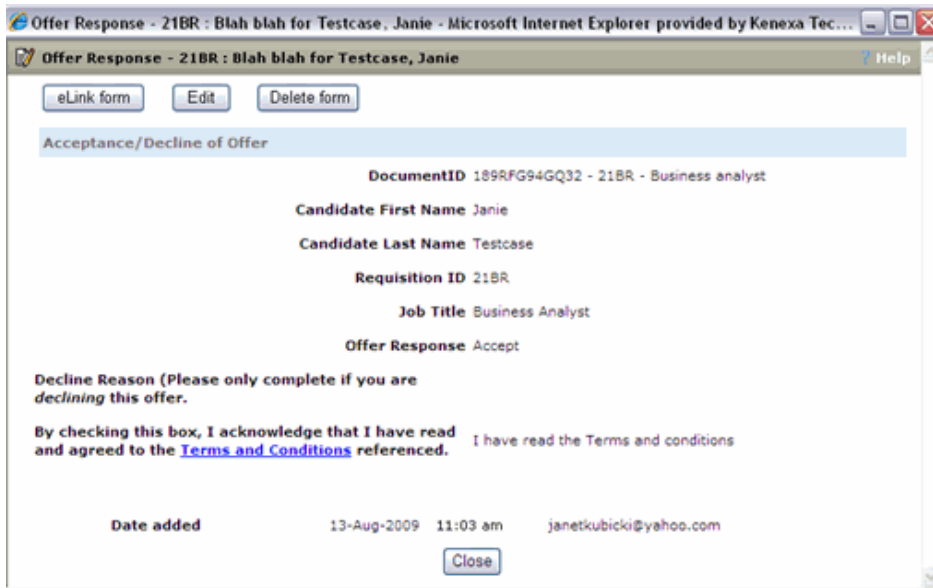 Offer Response - 21BR : Blah blah for Testcase, Janie - Microsoft Internet Explorer provided by Kenexa Tec...
Offer Response - 21BR : Blah blah for Testcase, Janie ? Help
eLink form Edit Delete form
Acceptance/Decline of Offer
DocumentID 189RFG94GQ32 - 21BR - Business analyst
Candidate First Name Janie
Candidate Last Name Testcase
Requisition ID 21BR
Job Title Business Analyst
Offer Response Accept
Decline Reason (Please only complete if you are
declining this offer.
By checking this box, I acknowledge that I have read
and agreed to the Terms and Conditions referenced.
I have read the Terms and conditions
Date added 13-Aug-2009 11:03 am janetkubicki@yahoo.com
Close